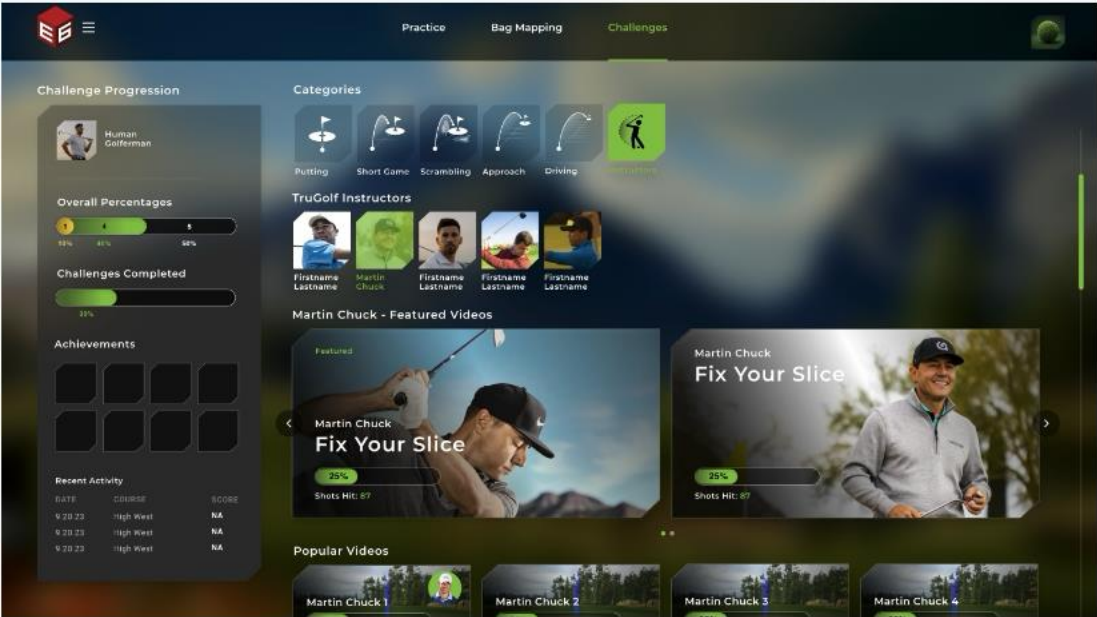 E6
Practice
Bag Mapping
Challenges
Challenge Progression
Human
Golferman
Overall Percentages
1
4
5
10%
40%
50%
Challenges Completed
30%
Achievements
Recent Activity
DATE
COURSE
SCORE
9.20.23
High West
NA
9.20.23
High West
NA
9.20.23
High West
NA
Categories
Putting
Short Game
Scrambling
Approach
Driving
TruGolf Instructors
Firstname
Lastname
Martin
Chuck
Firstname
Lastname
Firstname
Lastname
Firstname
Lastname
Martin Chuck - Featured Videos
Featured
Martin Chuck
Fix Your Slice
25%
Shots Hit: 87
Martin Chuck
Fix Your Slice
25%
Shots Hit: 87
Popular Videos
Martin Chuck 1
Martin Chuck 2
Martin Chuck 3
Martin Chuck 4